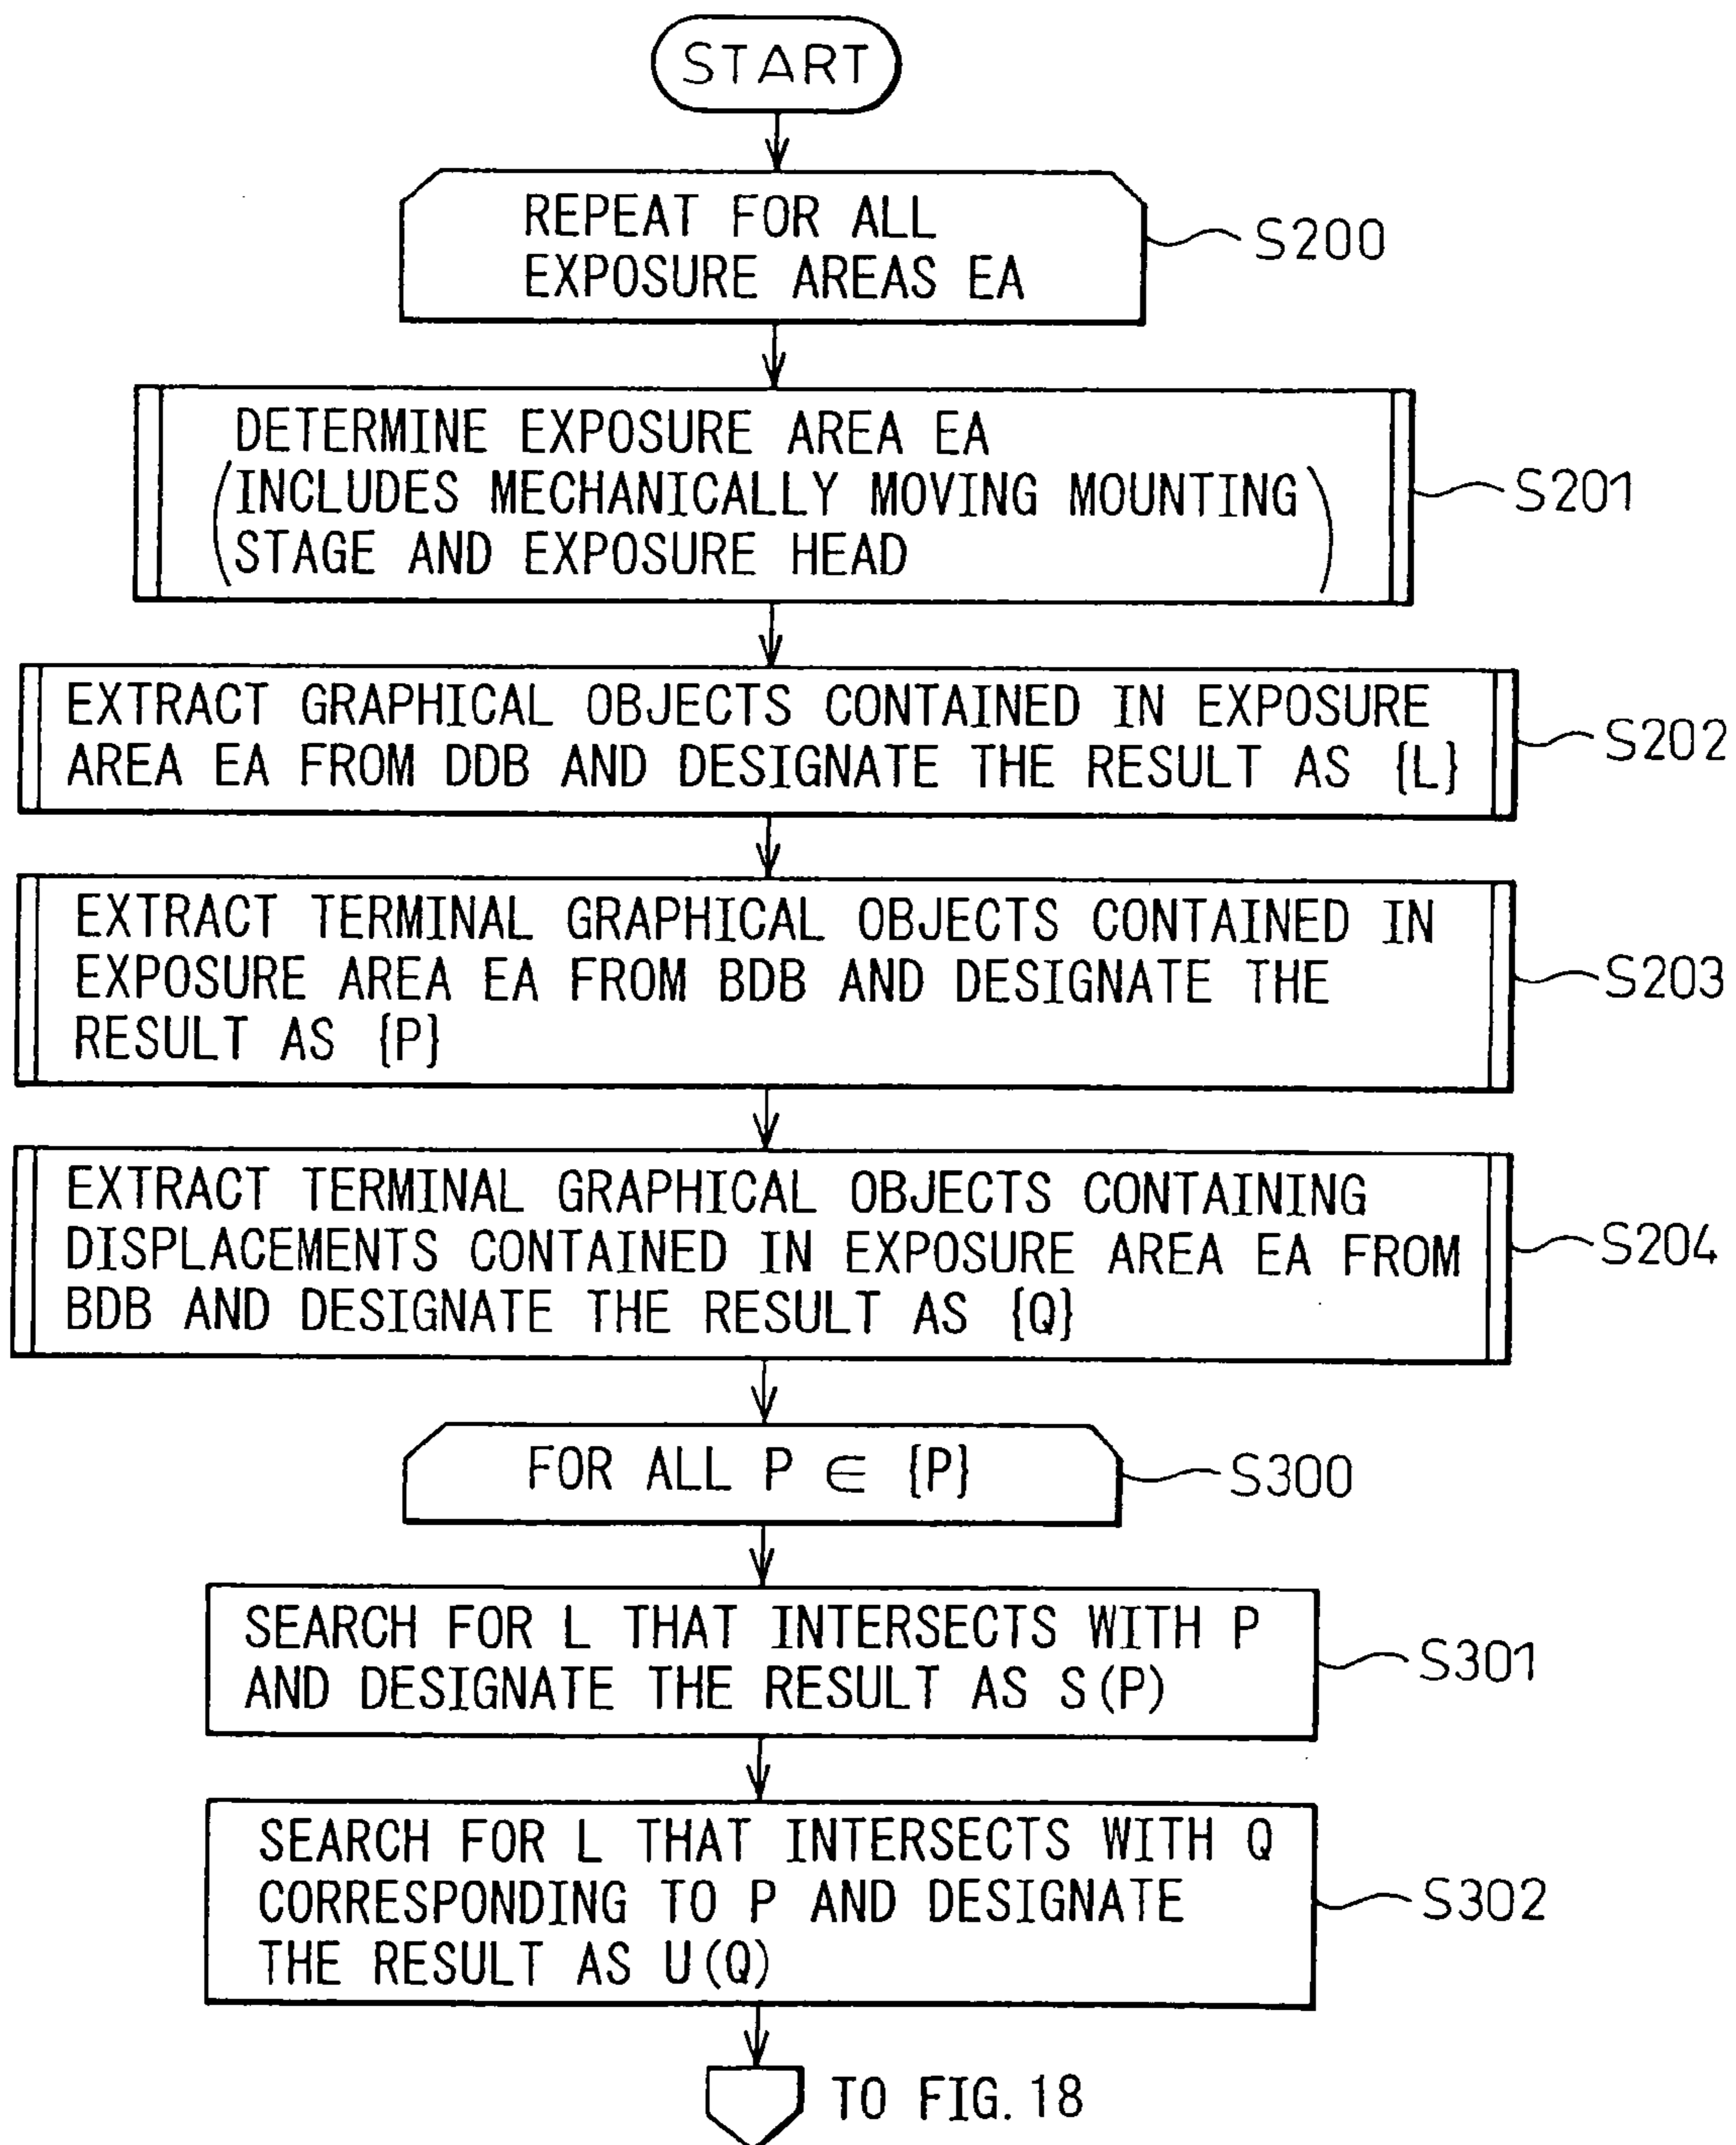 START
REPEAT FOR ALL
EXPOSURE AREAS EA
S200
DETERMINE EXPOSURE AREA EA
(INCLUDES MECHANICALLY MOVING MOUNTING
STAGE AND EXPOSURE HEAD)
S201
EXTRACT GRAPHICAL OBJECTS CONTAINED IN EXPOSURE
AREA EA FROM DDB AND DESIGNATE THE RESULT AS {L}
S202
EXTRACT TERMINAL GRAPHICAL OBJECTS CONTAINED IN
EXPOSURE AREA EA FROM BDB AND DESIGNATE THE
RESULT AS {P}
S203
EXTRACT TERMINAL GRAPHICAL OBJECTS CONTAINING
DISPLACEMENTS CONTAINED IN EXPOSURE AREA EA FROM
BDB AND DESIGNATE THE RESULT AS {Q}
S204
FOR ALL P ∈ {P}
S300
SEARCH FOR L THAT INTERSECTS WITH P
AND DESIGNATE THE RESULT AS S(P)
S301
SEARCH FOR L THAT INTERSECTS WITH Q
CORRESPONDING TO P AND DESIGNATE
THE RESULT AS U(Q)
S302
TO FIG. 18